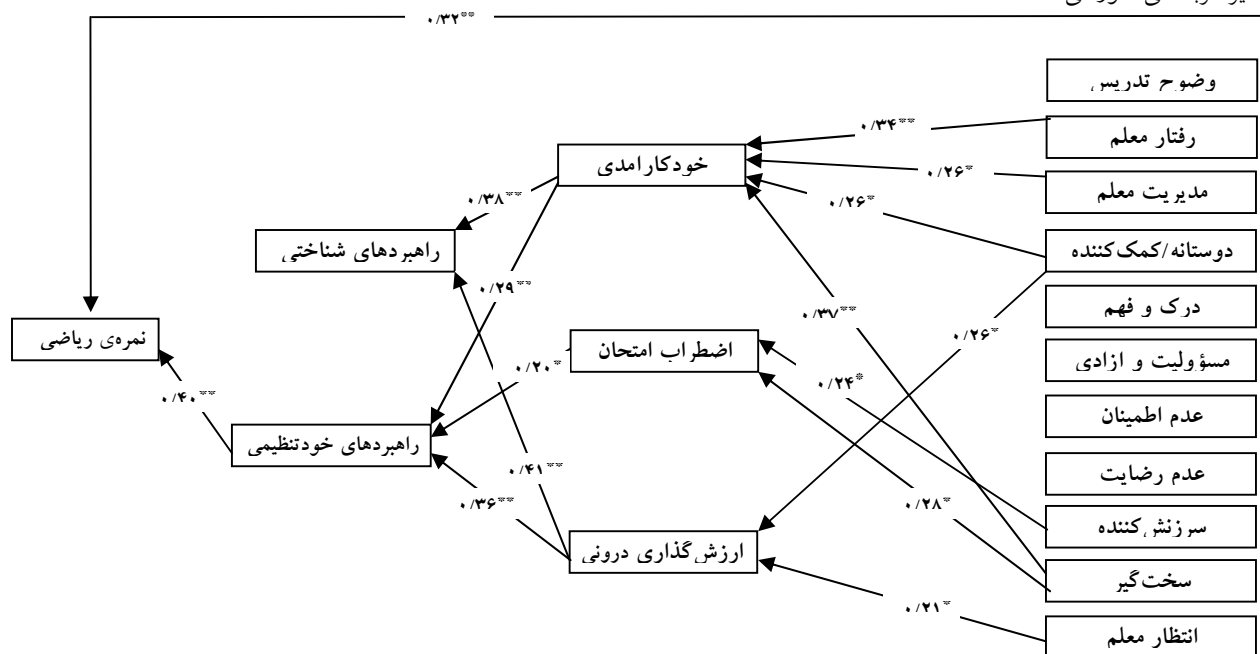 ۰/۳۲**
وضوح تدریس
رفتار معلم
مدیریت معلم
دوستانه/کمک‌کننده
درک و فهم
مسؤولیت و ازادی
عدم اطمینان
عدم رضایت
سرزنش‌کننده
سخت‌گیر
انتظار معلم
۰/۳۴**
۰/۲۶*
۰/۲۶*
۰/۳۷**
۰/۲۶*
۰/۲۴*
۰/۲۸*
۰/۲۱*
خودکارامدی
اضطراب امتحان
ارزش‌گذاری درونی
۰/۳۸**
۰/۲۹**
۰/۲۰*
۰/۴۱**
۰/۳۶**
راهبردهای شناختی
راهبردهای خودتنظیمی
۰/۴۰**
نمره‌ی ریاضی